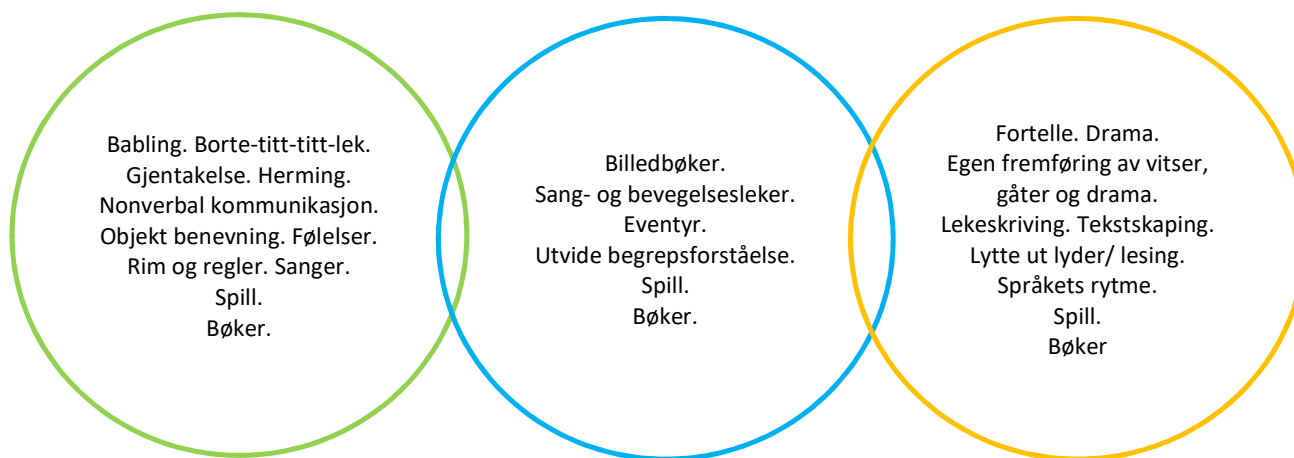 Babling. Borte-titt-titt-lek.
Gjentakelse. Herming.
Nonverbal kommunikasjon.
Objekt benevning. Følelser.
Rim og regler. Sanger.
Spill.
Bøker.
Billedbøker.
Sang- og bevegelsesleker.
Eventyr.
Utvide begrepsforståelse.
Spill.
Bøker.
Fortelle. Drama.
Egen fremføring av vitser,
gåter og drama.
Lekeskriving. Tekstskaping.
Lytte ut lyder/ lesing.
Språkets rytme.
Spill.
Bøker